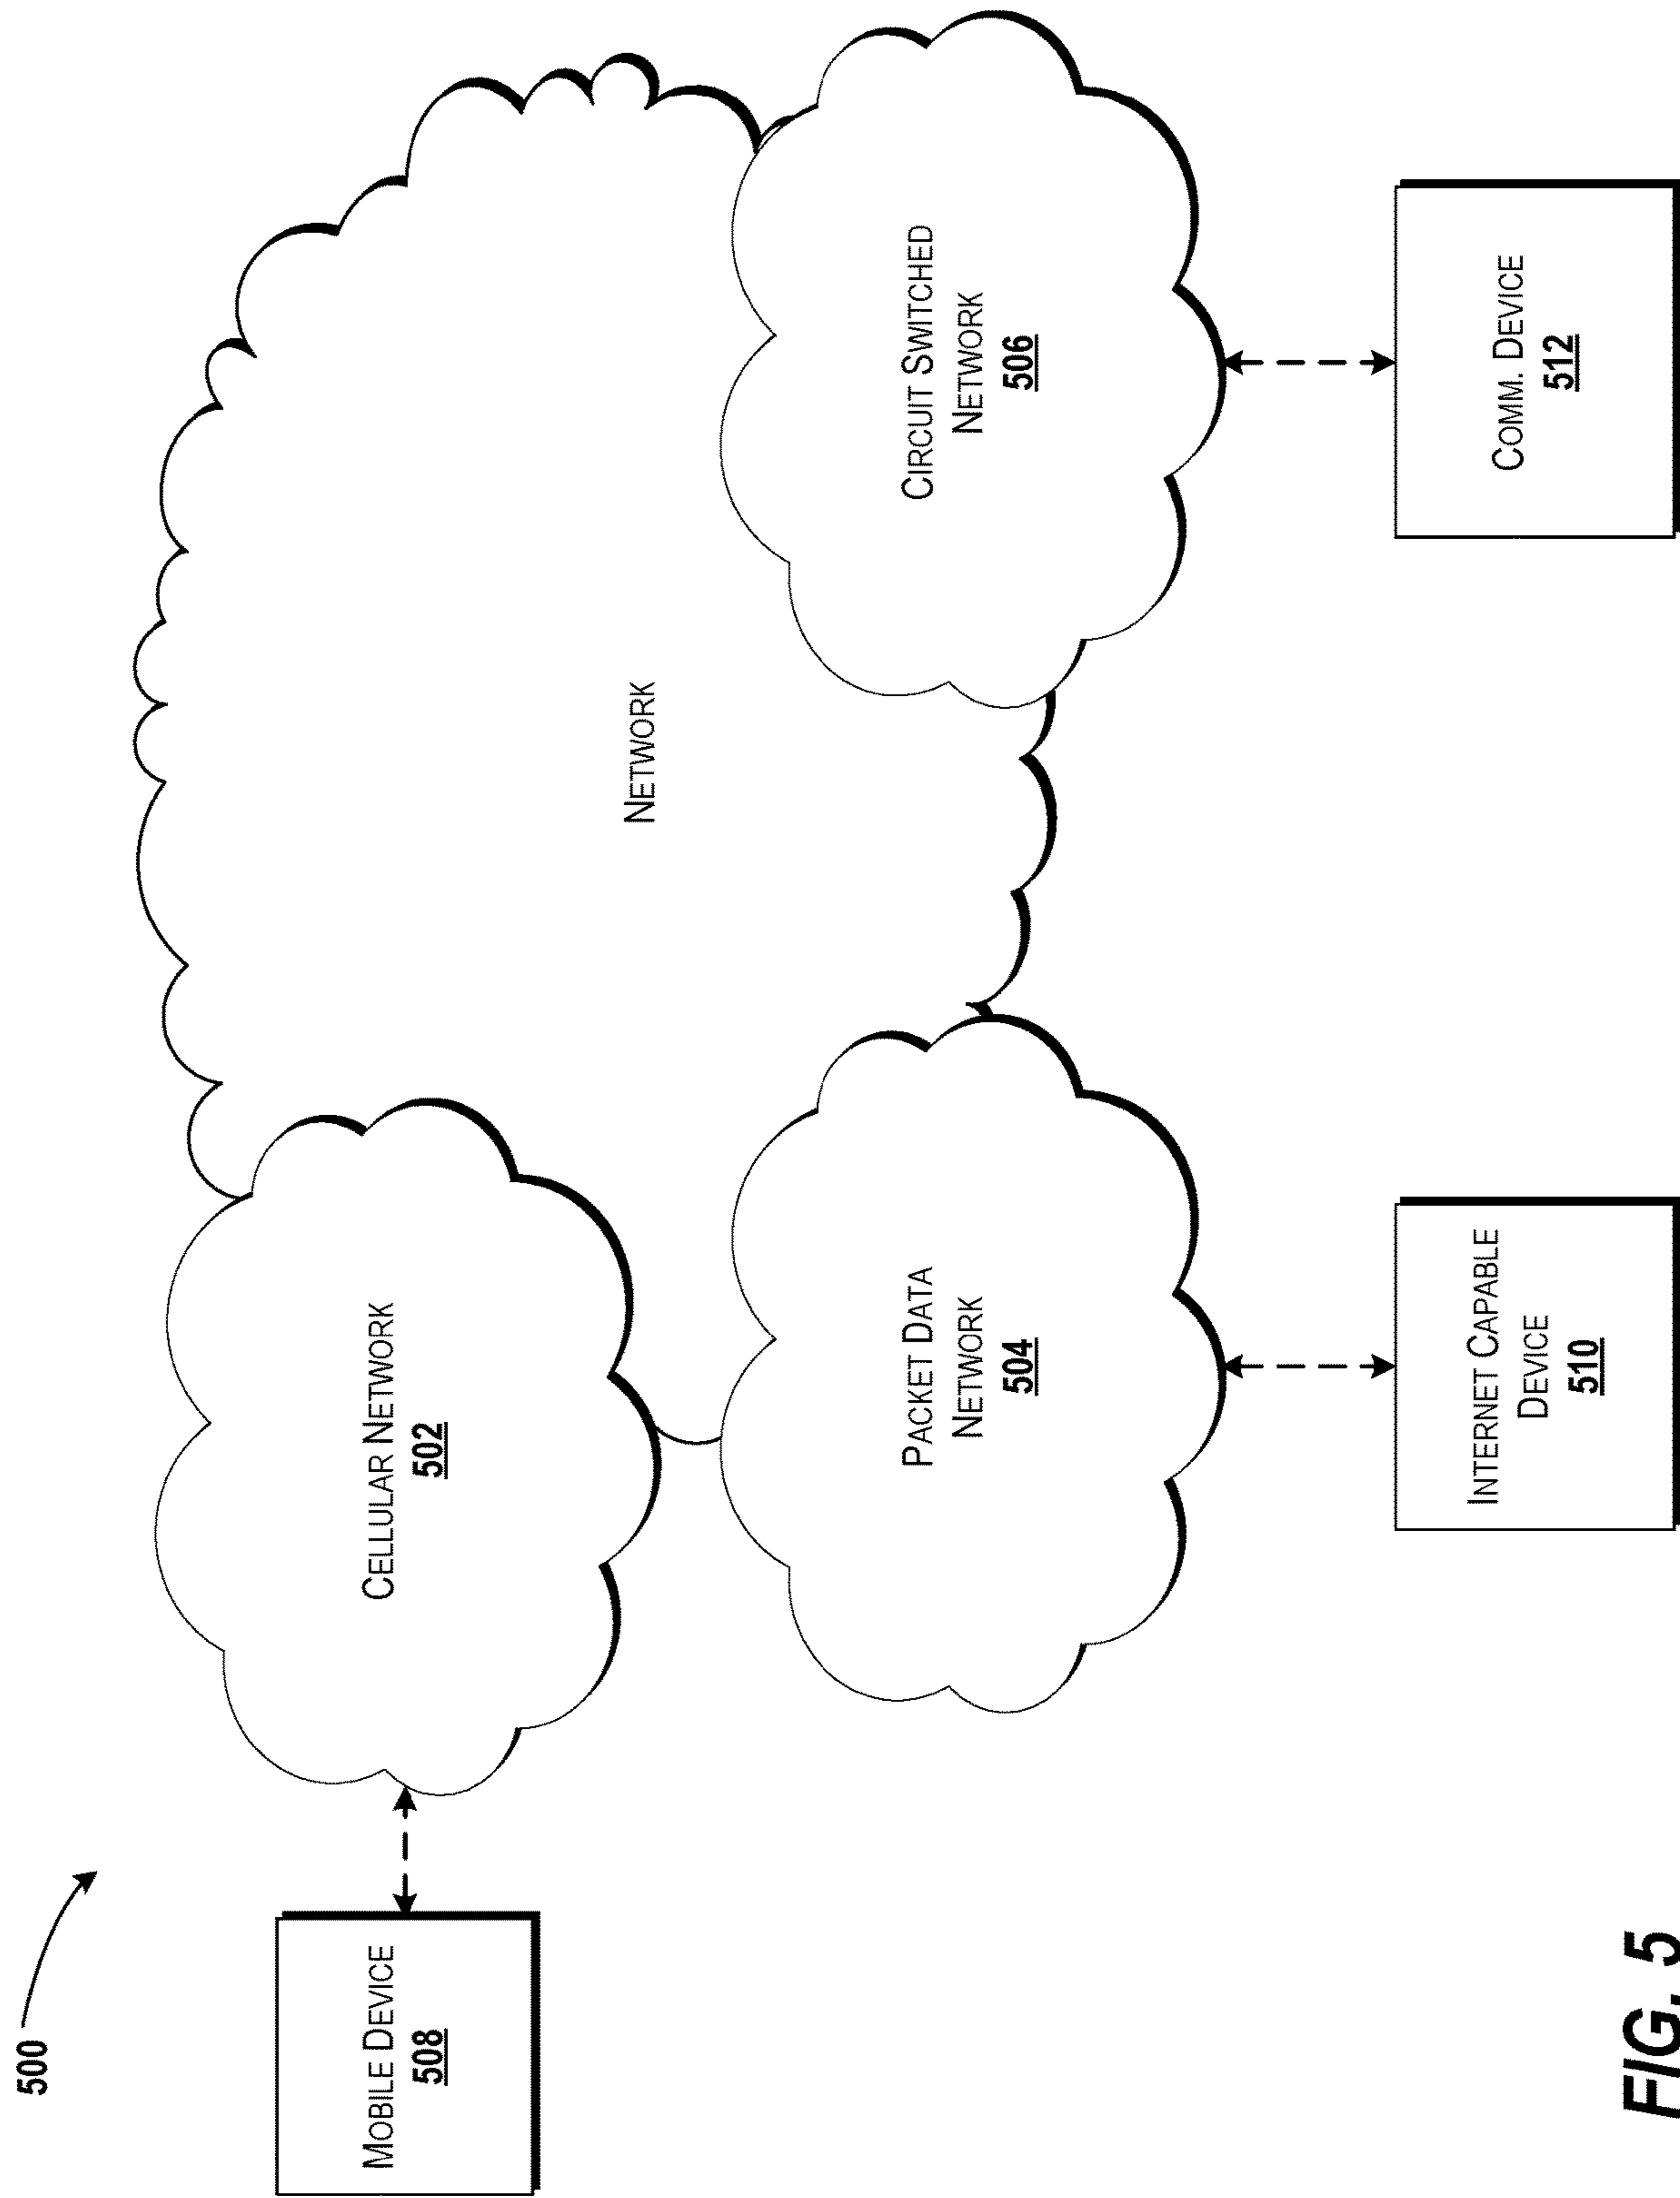 500
MOBILE DEVICE
508
CELLULAR NETWORK
502
NETWORK
PACKET DATA
NETWORK
504
CIRCUIT SWITCHED
NETWORK
506
INTERNET CAPABLE
DEVICE
510
COMM. DEVICE
512
FIG. 5